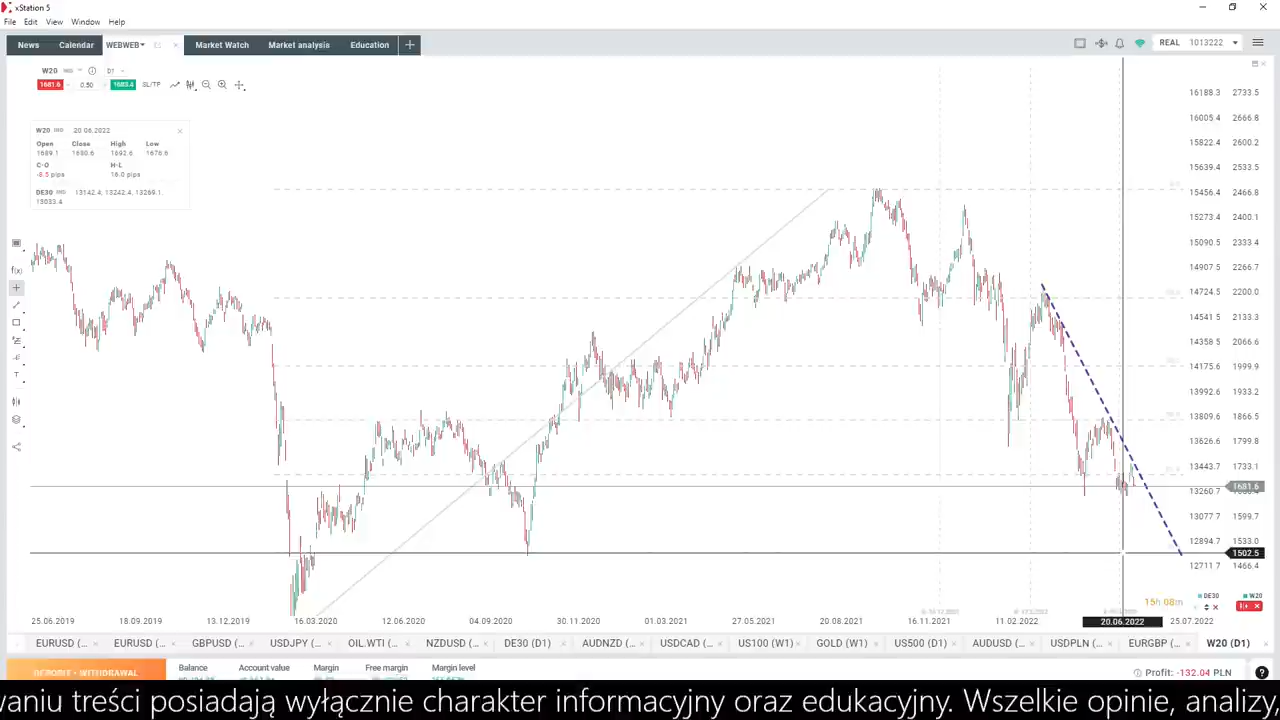 xStation 5
File Edit View Window Help
News Calendar WEBWEB Market Watch Market analysis Education +
REAL 1013222
W20 IND D1
1681.6 0.50 1683.4 SL/TP
W20 IND 20.06.2022
Open Close High Low
1689.1 1680.6 1692.6 1676.6
C-O H-L
-8.5 pipa 16.0 pipa
DE30 IND 13142.4, 13242.4, 13269.1,
13033.4
16188.3 2733.5
16005.4 2666.8
15822.4 2600.2
15639.4 2533.5
15456.4 2466.8
15273.4 2400.1
15090.5 2333.4
14907.5 2266.7
14724.5 2200.0
14541.5 2133.3
14358.5 2066.6
14175.6 1999.9
13992.6 1933.2
13809.6 1866.5
13626.6 1799.8
13443.7 1733.1
1681.6
13260.7
13077.7 1599.7
12894.7 1533.0
1502.5
12711.7 1466.4
15h 08m
DE30 W20
25.06.2019 19.09.2019 13.12.2019 16.03.2020 12.06.2020 04.09.2020 30.11.2020 01.03.2021 27.05.2021 20.08.2021 16.11.2021 11.02.2022 20.06.2022 25.07.2022
EURUSD (... EURUSD (... GBPUSD (... USDJPY (... OIL.WTI (... NZDUSD (... DE30 (D1) AUDNZD (... USDCAD (... US100 (W1) GOLD (W1) US500 (D1) AUDUSD (... USDPLN (... EURGBP (... W20 (D1)
Balance Account value Margin Free margin Margin level
Profit: -132.04 PLN
waniu treści posiadają wyłącznie charakter informacyjny oraz edukacyjny. Wszelkie opinie, analizy,